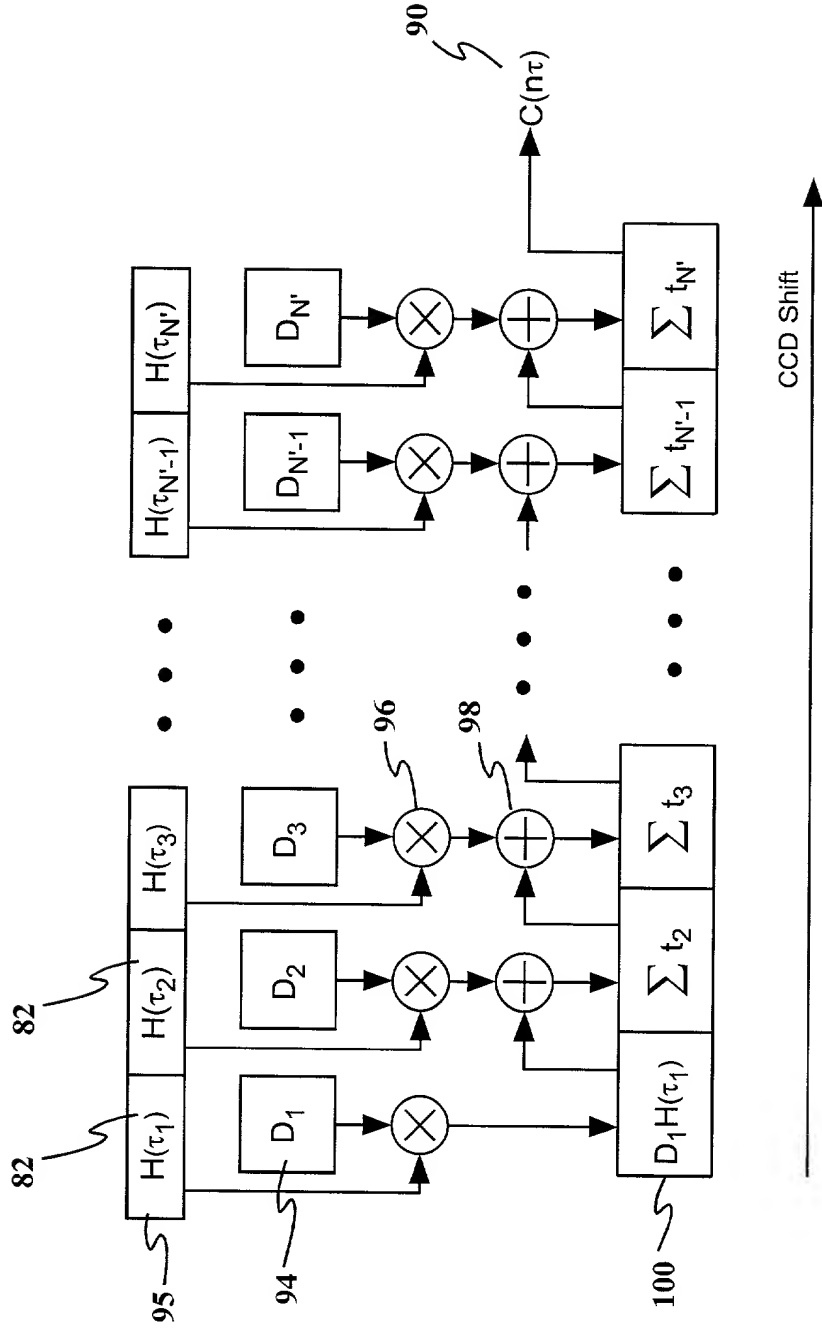 82
82
95
H(τ₁)
H(τ₂)
H(τ₃)
H(τN'-1)
H(τN')
94
D₁
D₂
D₃
DN'-1
DN'
96
98
90
C(nτ)
100
D₁H(τ₁)
∑ t₂
∑ t₃
∑ tN'-1
∑ tN'
CCD Shift